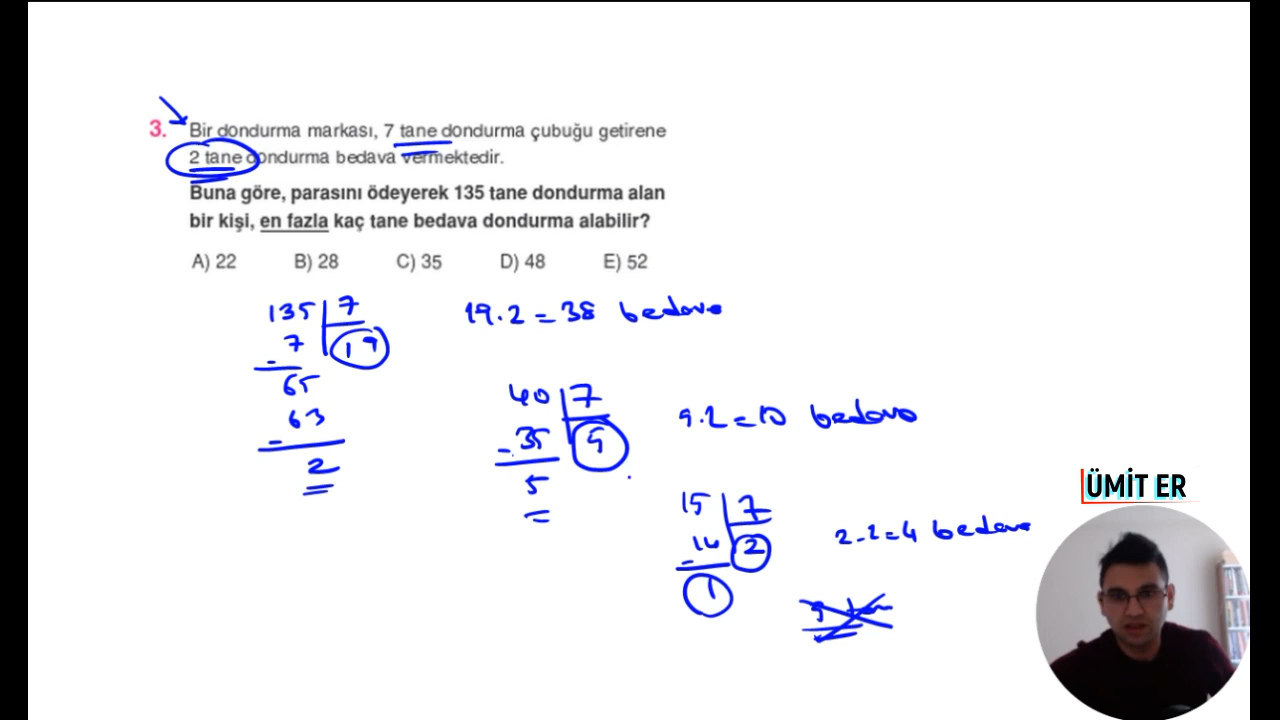 3. Bir dondurma markası, 7 tane dondurma çubuğu getirene
2 tane dondurma bedava vermektedir.
Buna göre, parasını ödeyerek 135 tane dondurma alan
bir kişi, en fazla kaç tane bedava dondurma alabilir?
A) 22 B) 28 C) 35 D) 48 E) 52
135 7
- 7 19
65
- 63
2
19.2 = 38 bedava
40 7
- 35 5
5
5.2 = 10 bedava
15 7
- 14 2
1
2.2 = 4 bedava
ÜMİT ER